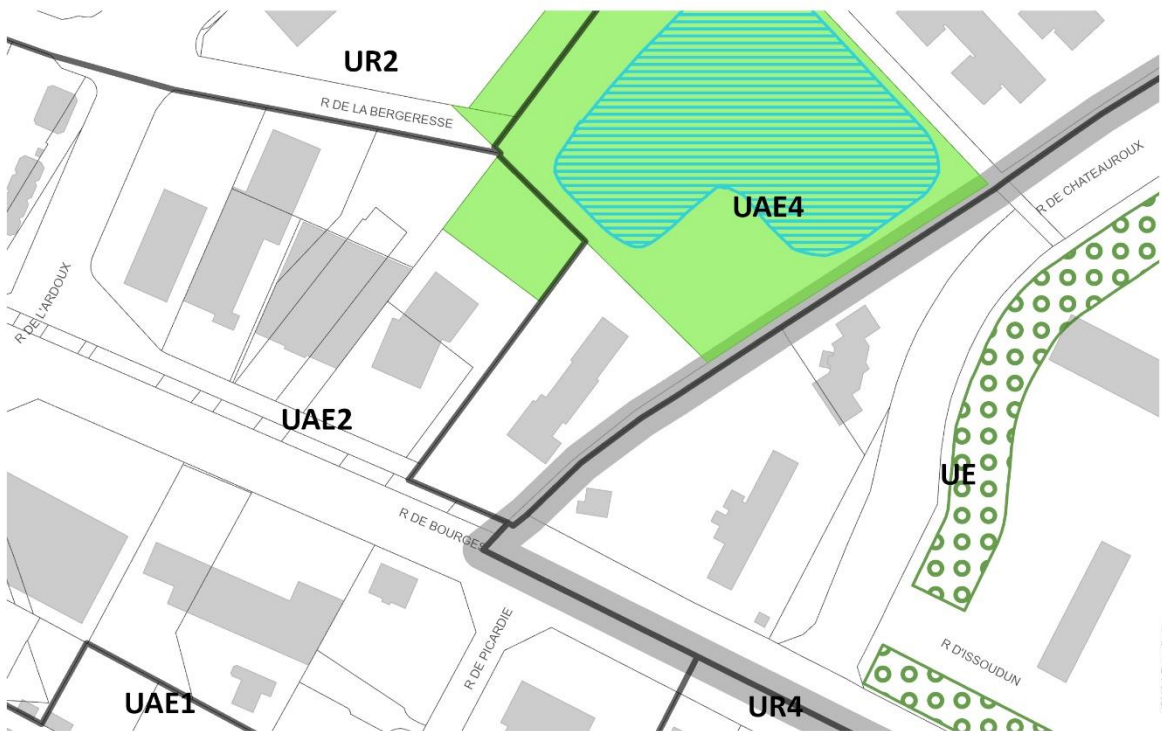 UR2
R DE LA BERGERESSE
R DE CHATEAUROUX
UAE4
R DE L'ARDOUX
UAE2
UE
R DE BOURGES
R DE PICARDIE
R D'ISSOUDUN
UAE1
UR4